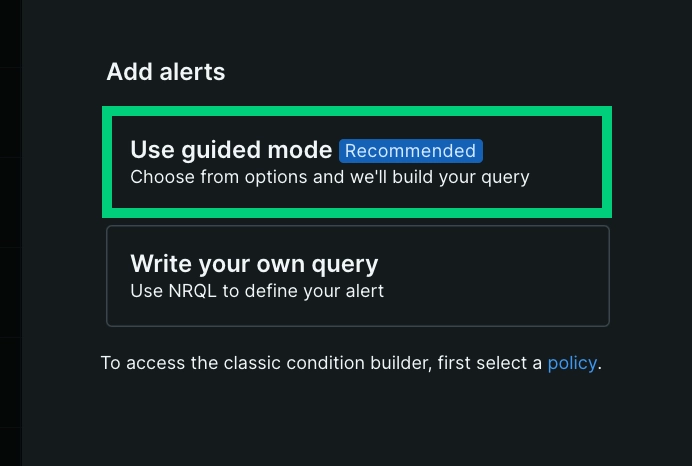 Add alerts
Use guided mode Recommended
Choose from options and we'll build your query
Write your own query
Use NRQL to define your alert
To access the classic condition builder, first select a policy.